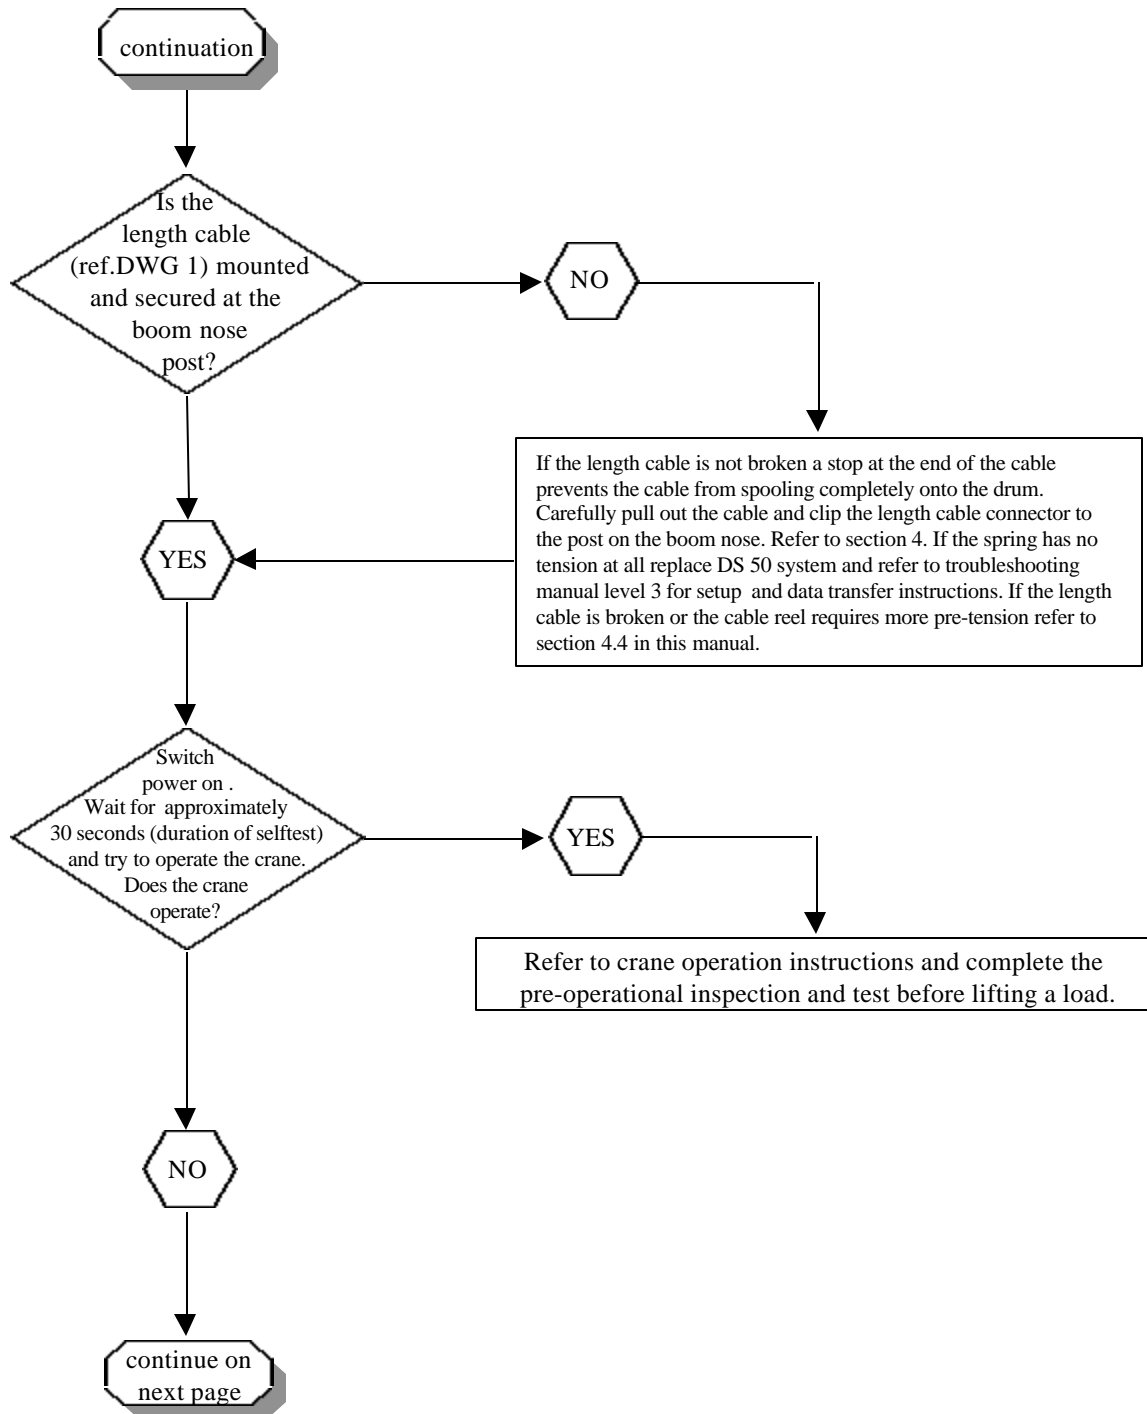 continuation
Is the
length cable
(ref.DWG 1) mounted
and secured at the
boom nose
post?
NO
If the length cable is not broken a stop at the end of the cable
prevents the cable from spooling completely onto the drum.
Carefully pull out the cable and clip the length cable connector to
the post on the boom nose. Refer to section 4. If the spring has no
tension at all replace DS 50 system and refer to troubleshooting
manual level 3 for setup and data transfer instructions. If the length
cable is broken or the cable reel requires more pre-tension refer to
section 4.4 in this manual.
YES
Switch
power on .
Wait for approximately
30 seconds (duration of selftest)
and try to operate the crane.
Does the crane
operate?
YES
Refer to crane operation instructions and complete the
pre-operational inspection and test before lifting a load.
NO
continue on
next page